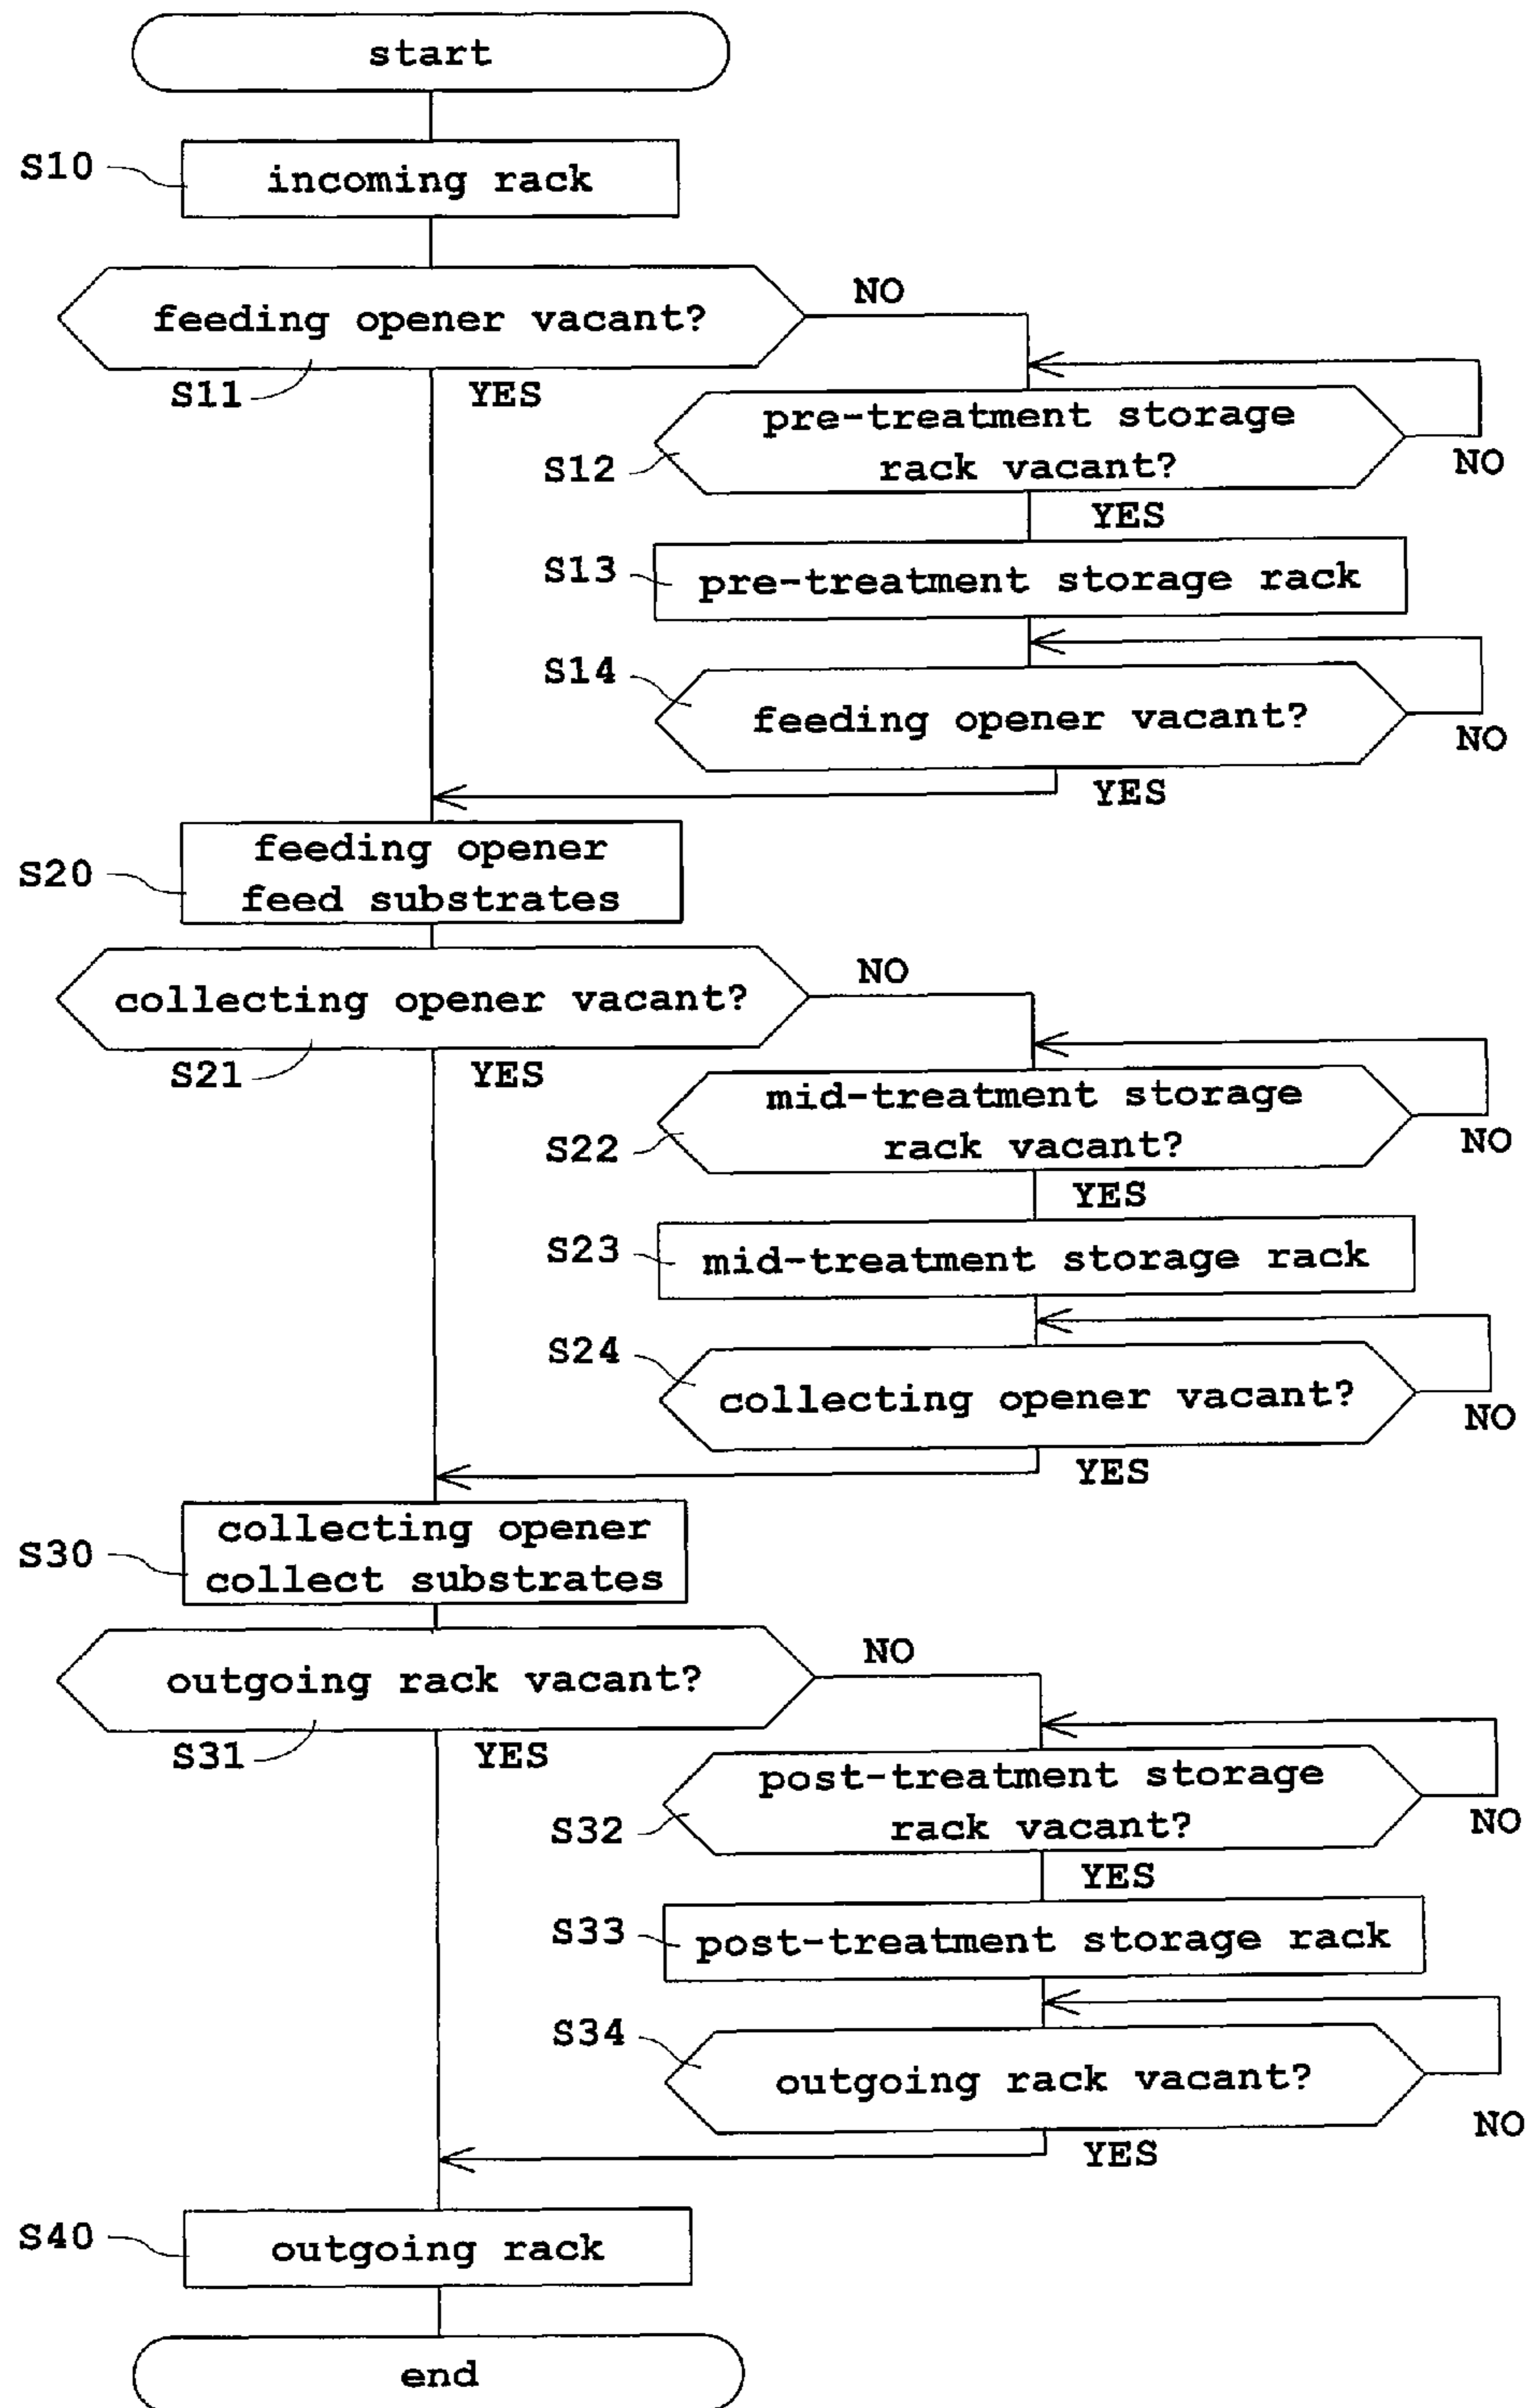 start
S10
incoming rack
feeding opener vacant?
NO
S11
YES
pre-treatment storage
rack vacant?
S12
NO
YES
S13
pre-treatment storage rack
S14
feeding opener vacant?
NO
YES
S20
feeding opener
feed substrates
collecting opener vacant?
NO
S21
YES
mid-treatment storage
rack vacant?
S22
NO
YES
S23
mid-treatment storage rack
S24
collecting opener vacant?
NO
YES
S30
collecting opener
collect substrates
outgoing rack vacant?
NO
S31
YES
post-treatment storage
rack vacant?
S32
NO
YES
S33
post-treatment storage rack
S34
outgoing rack vacant?
NO
YES
S40
outgoing rack
end